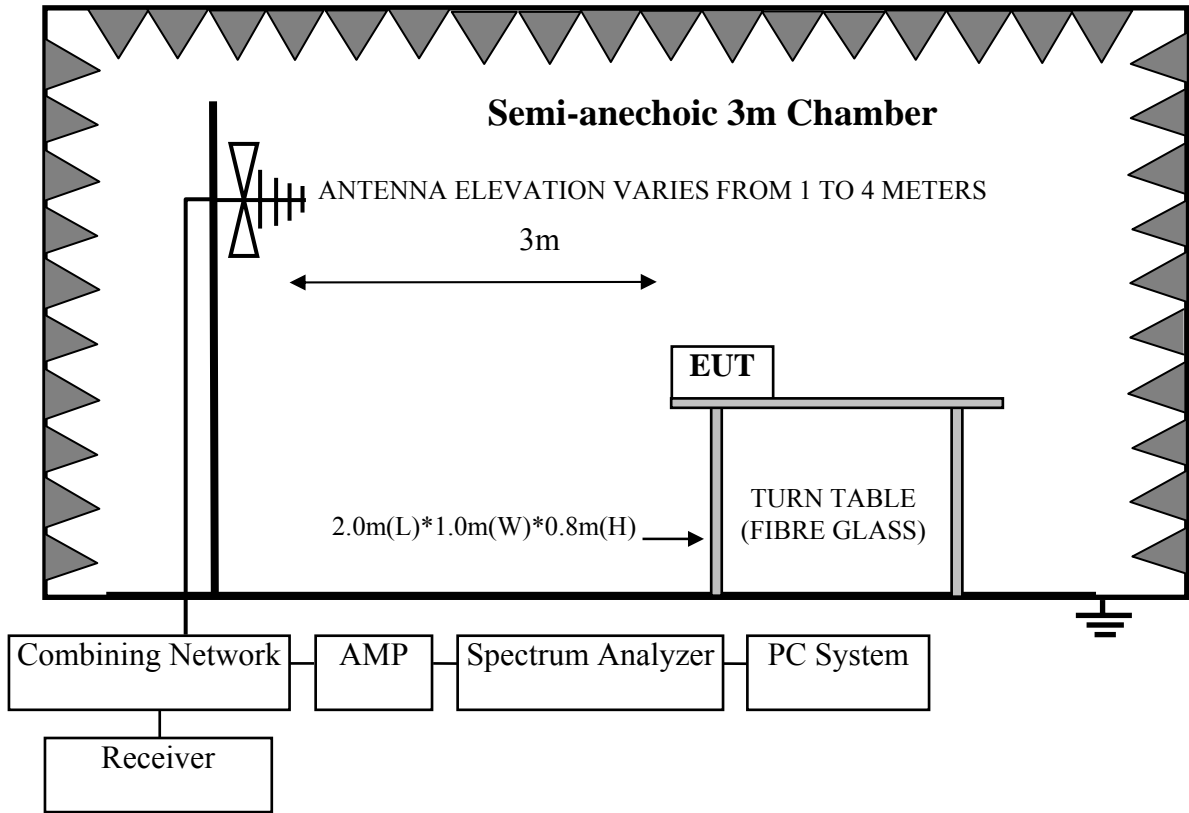 Semi-anechoic 3m Chamber
ANTENNA ELEVATION VARIES FROM 1 TO 4 METERS
3m
EUT
TURN TABLE
(FIBRE GLASS)
2.0m(L)*1.0m(W)*0.8m(H)
Combining Network
AMP
Spectrum Analyzer
PC System
Receiver